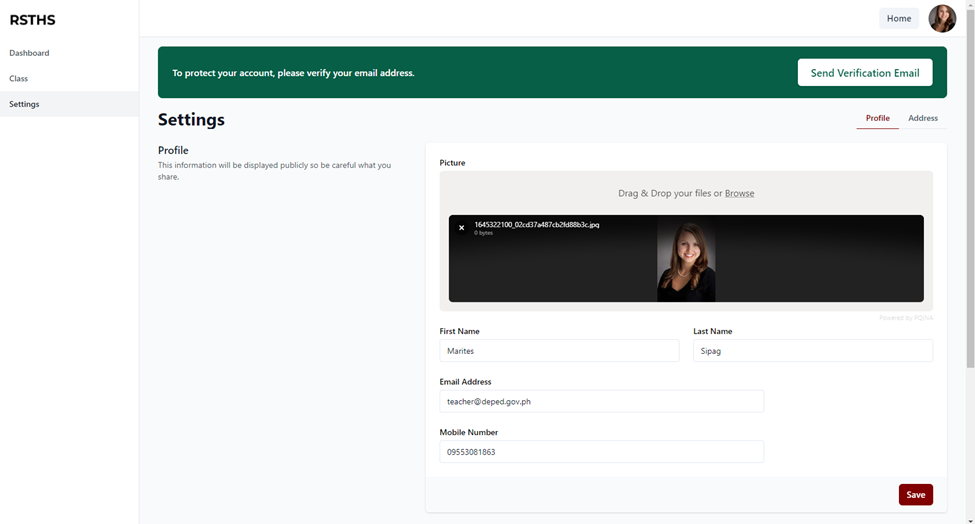 RSTHS
Home
Dashboard
Class
Settings
To protect your account, please verify your email address.
Send Verification Email
Settings
Profile
Address
Profile
This information will be displayed publicly so be careful what you
share.
Picture
Drag & Drop your files or Browse
1645322100_02cd37a487cb2fd88b3c.jpg
0 bytes
Powered by PQINA
First Name
Last Name
Marites
Sipag
Email Address
teacher@deped.gov.ph
Mobile Number
09553081863
Save